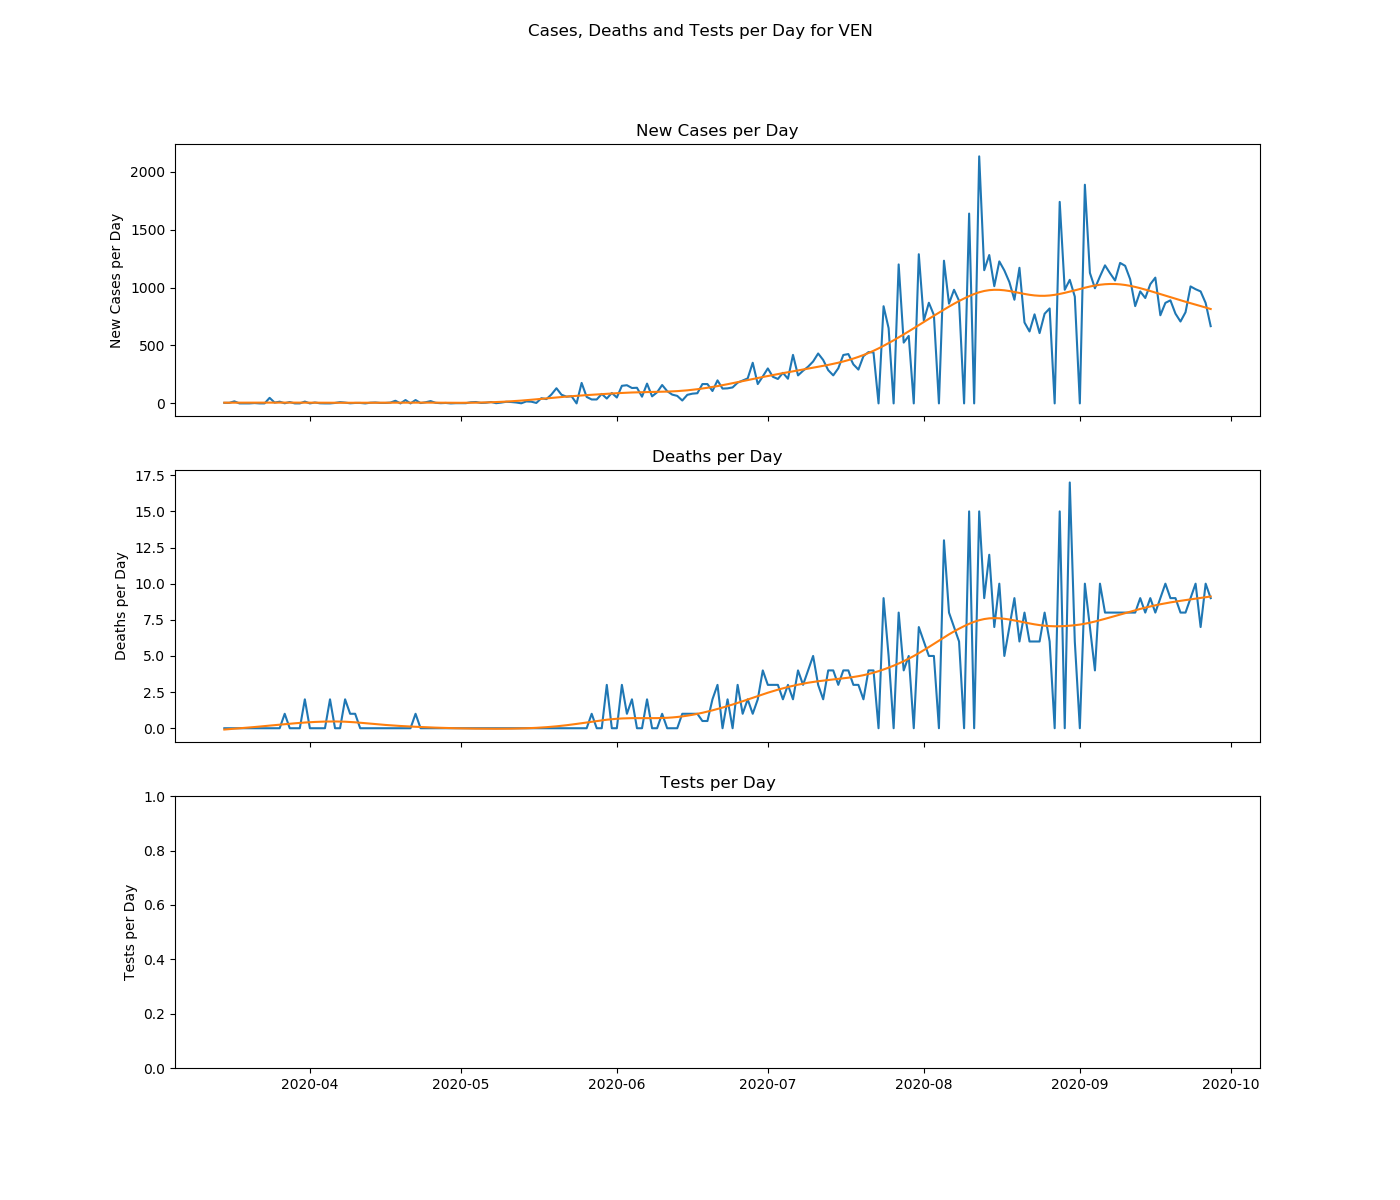 Cases, Deaths and Tests per Day for VEN
New Cases per Day
2000
1500
1000
500
0
New Cases per Day
Deaths per Day
17.5
15.0
12.5
10.0
7.5
5.0
2.5
0.0
Deaths per Day
Tests per Day
1.0
0.8
0.6
0.4
0.2
0.0
Tests per Day
2020-04 2020-05 2020-06 2020-07 2020-08 2020-09 2020-10